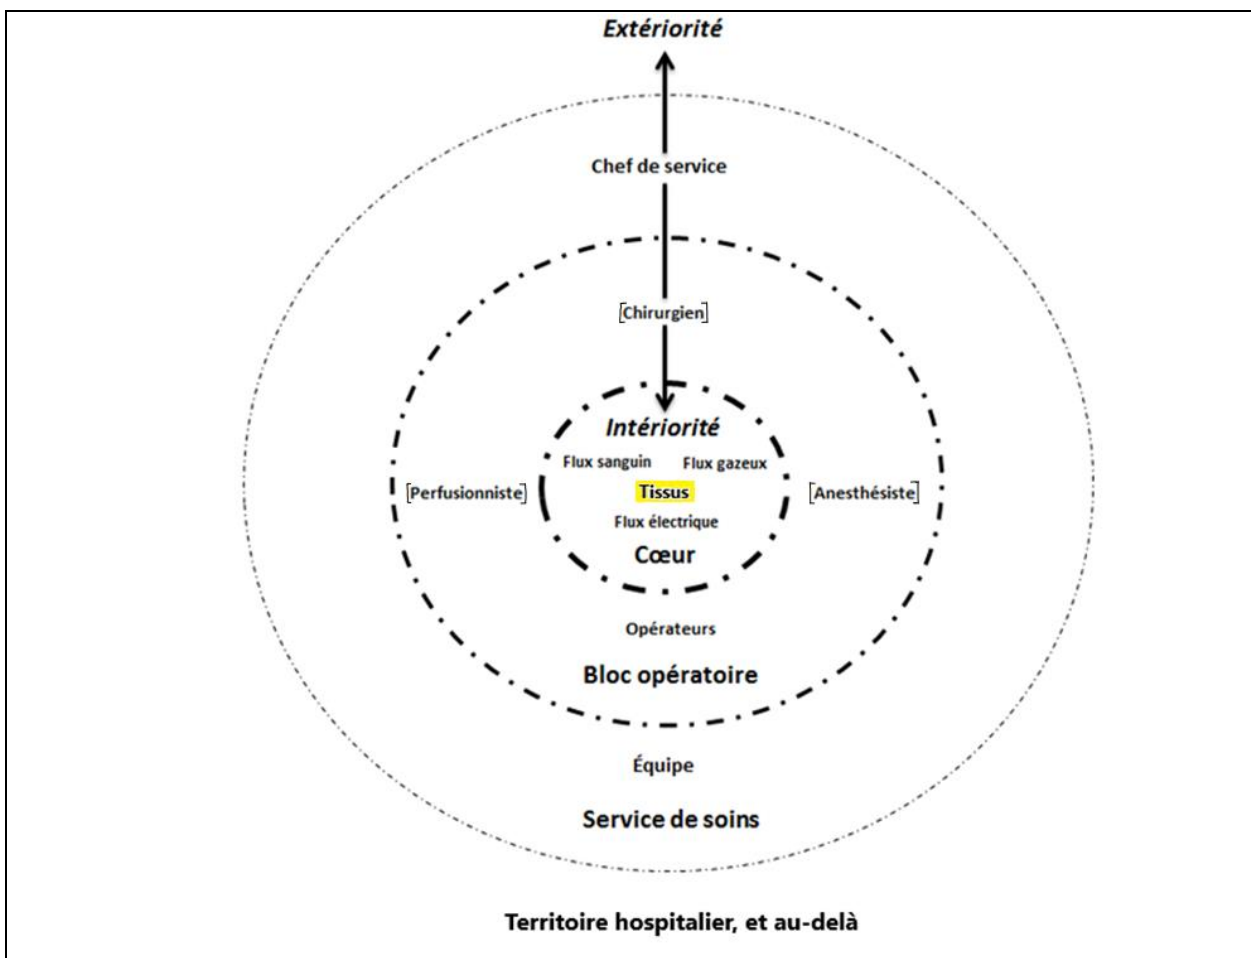 Extériorité
Chef de service
[Chirurgien]
Intériorité
Flux sanguin Flux gazeux
[Perfusionniste] Tissus [Anesthésiste]
Flux électrique
Cœur
Opérateurs
Bloc opératoire
Équipe
Service de soins
Territoire hospitalier, et au-delà